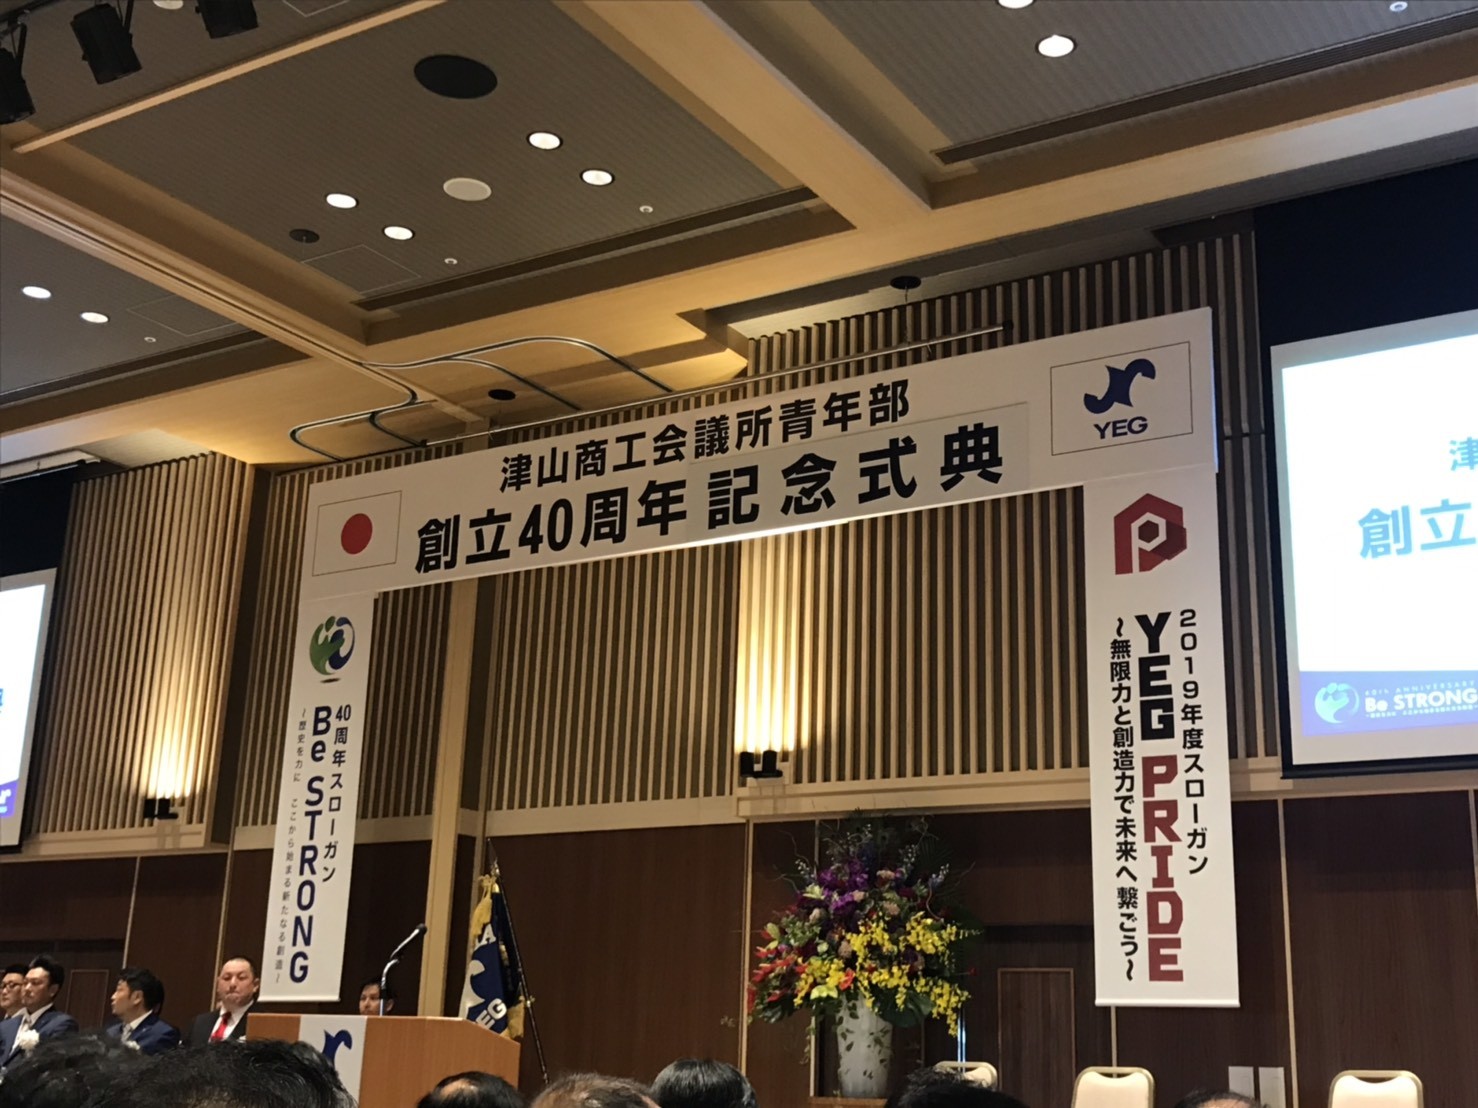 津山商工会議所青年部
創立40周年記念式典
YEG
40周年スローガン
Be STRONG
~歴史を力に ここから始まる新たなる創造~
2019年度スローガン
YEG PRIDE
~無限力と創造力で未来へ繋ごう~
津
創立
40th ANNIVERSARY
Be STRONG
YEG